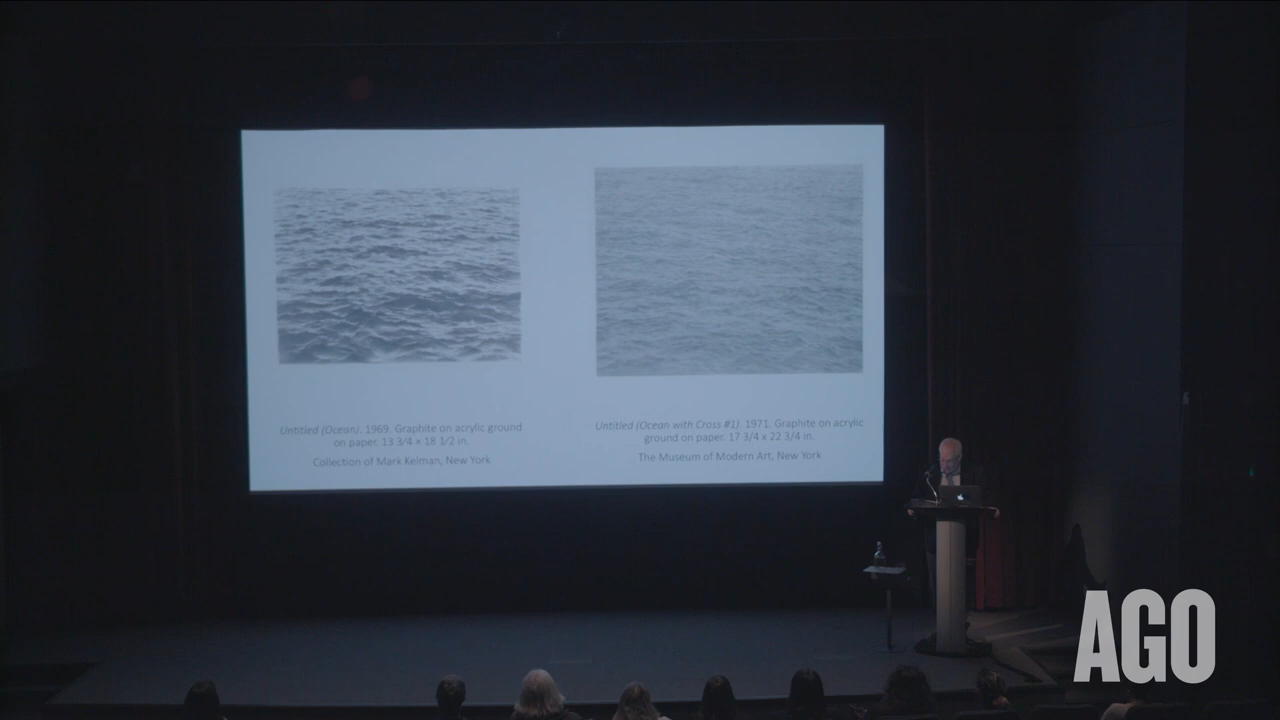 Untitled (Ocean). 1969. Graphite on acrylic ground
on paper. 13 3/4 x 18 1/2 in.
Collection of Mark Kelman, New York
Untitled (Ocean with Cross #1). 1971. Graphite on acrylic
ground on paper. 17 3/4 x 22 3/4 in.
The Museum of Modern Art, New York
AGO